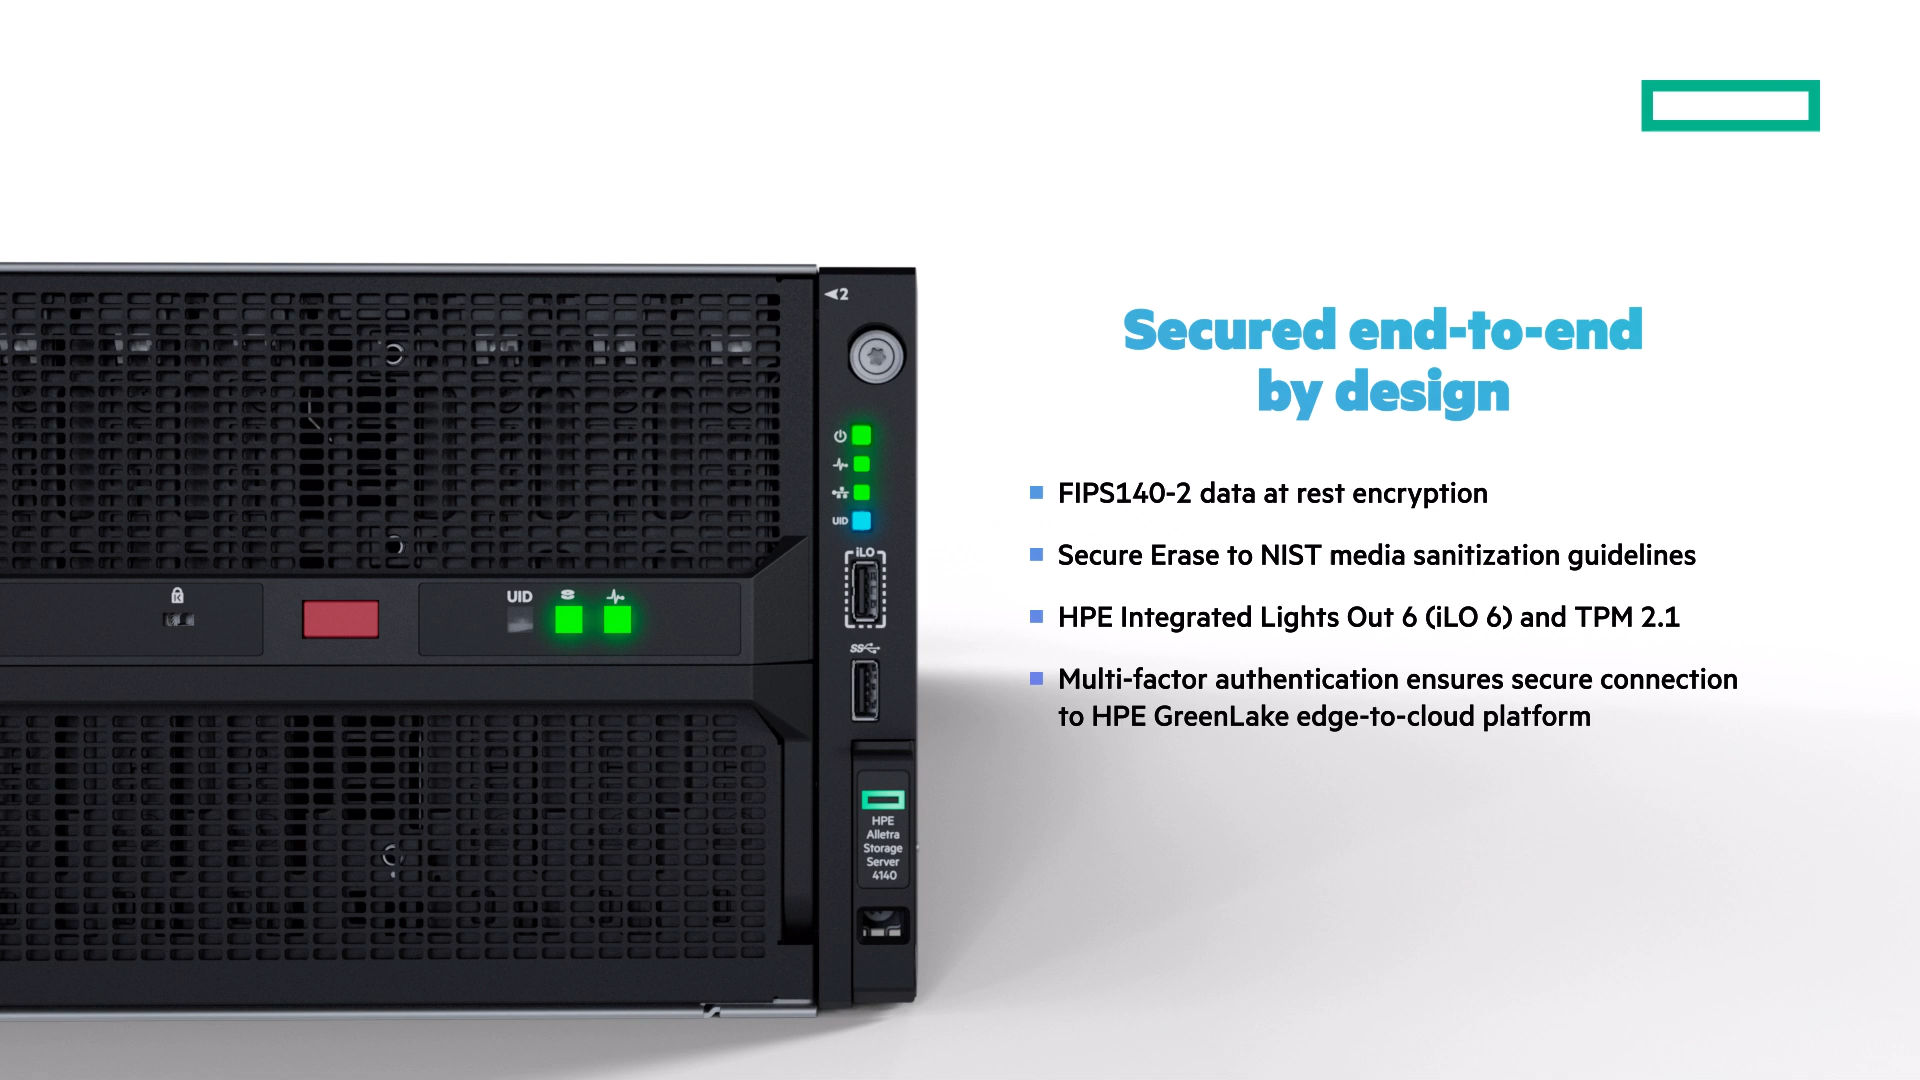 Secured end-to-end
by design
FIPS140-2 data at rest encryption
Secure Erase to NIST media sanitization guidelines
HPE Integrated Lights Out 6 (iLO 6) and TPM 2.1
Multi-factor authentication ensures secure connection
to HPE GreenLake edge-to-cloud platform
2
UID
iLO
UID
SS
HPE
Alletra
Storage
Server
4140